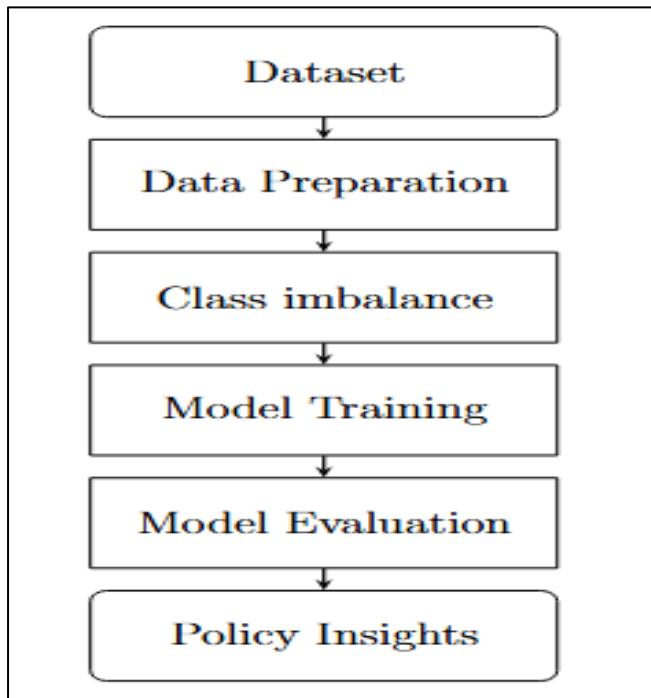 Dataset
Data Preparation
Class imbalance
Model Training
Model Evaluation
Policy Insights